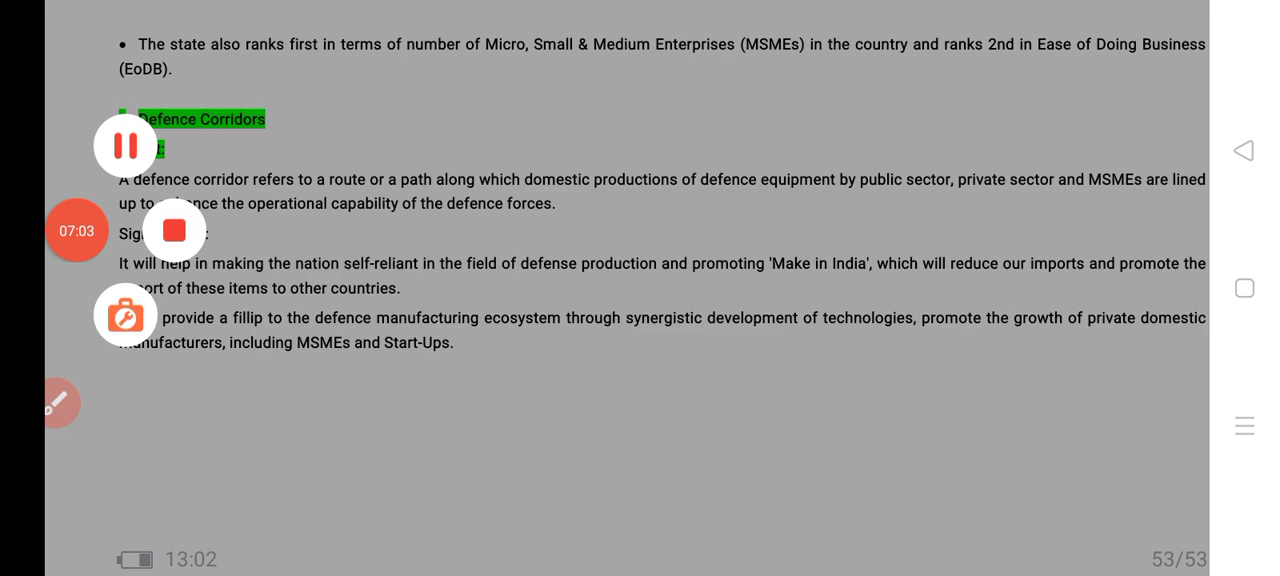 • The state also ranks first in terms of number of Micro, Small & Medium Enterprises (MSMEs) in the country and ranks 2nd in Ease of Doing Business
(EoDB).
Defence Corridors
t:
A defence corridor refers to a route or a path along which domestic productions of defence equipment by public sector, private sector and MSMEs are lined
up to the operational capability of the defence forces.
07:03
It will help in making the nation self-reliant in the field of defense production and promoting 'Make in India', which will reduce our imports and promote the
of these items to other countries.
provide a fillip to the defence manufacturing ecosystem through synergistic development of technologies, promote the growth of private domestic
manufacturers, including MSMEs and Start-Ups.
13:02
53/53